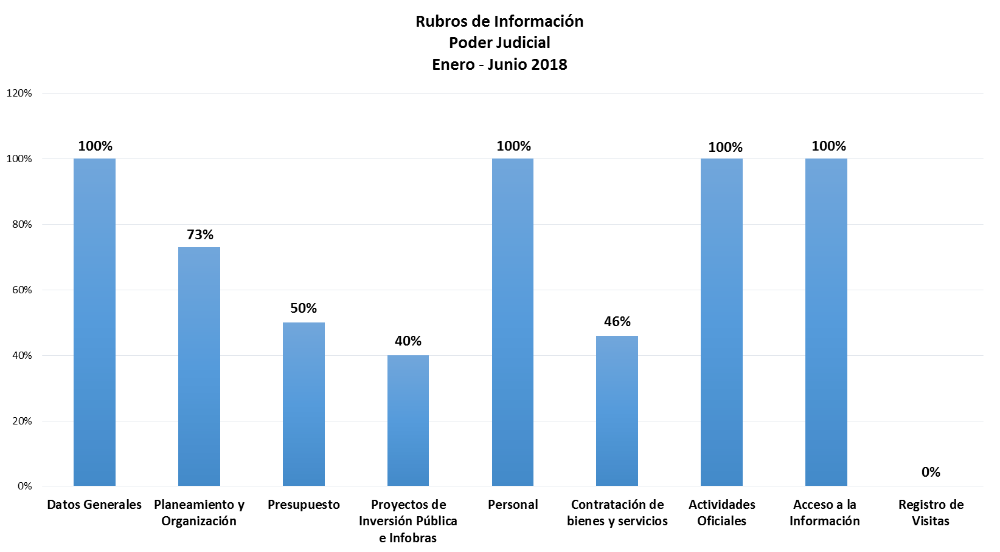 Rubros de Información
Poder Judicial
Enero - Junio 2018
120%
100%
80%
60%
40%
20%
0%
100%
73%
50%
40%
100%
46%
100%
100%
0%
Datos Generales
Planeamiento y
Organización
Presupuesto
Proyectos de
Inversión Pública
e Infobras
Personal
Contratación de
bienes y servicios
Actividades
Oficiales
Acceso a la
Información
Registro de
Visitas